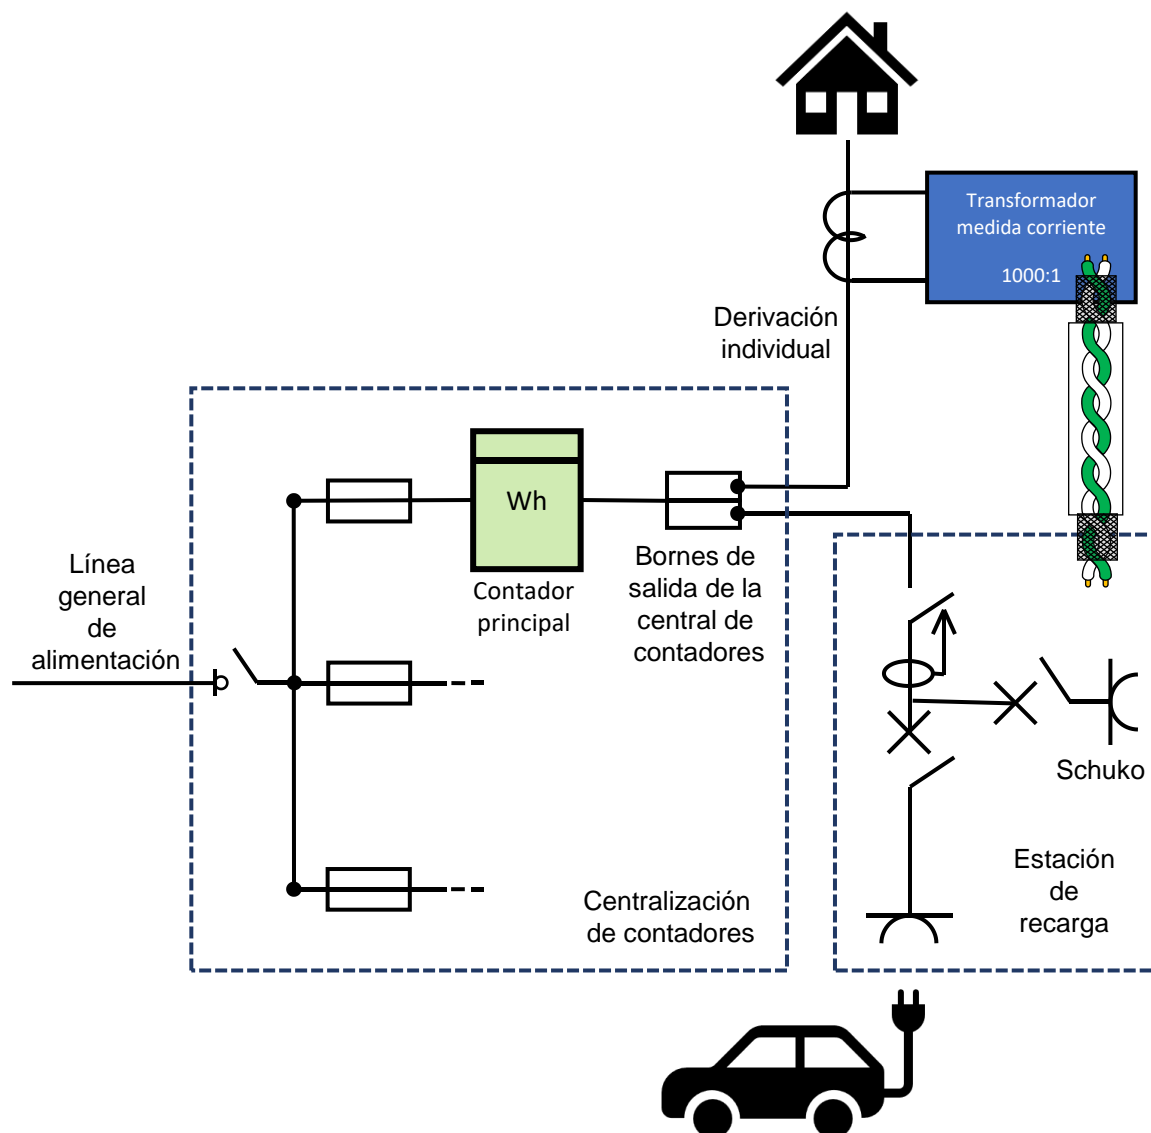 Transformador
medida corriente
1000:1
Derivación
individual
Wh
Contador
principal
Bornes de
salida de la
central de
contadores
Línea
general
de
alimentación
Schuko
Estación
de
recarga
Centralización
de contadores